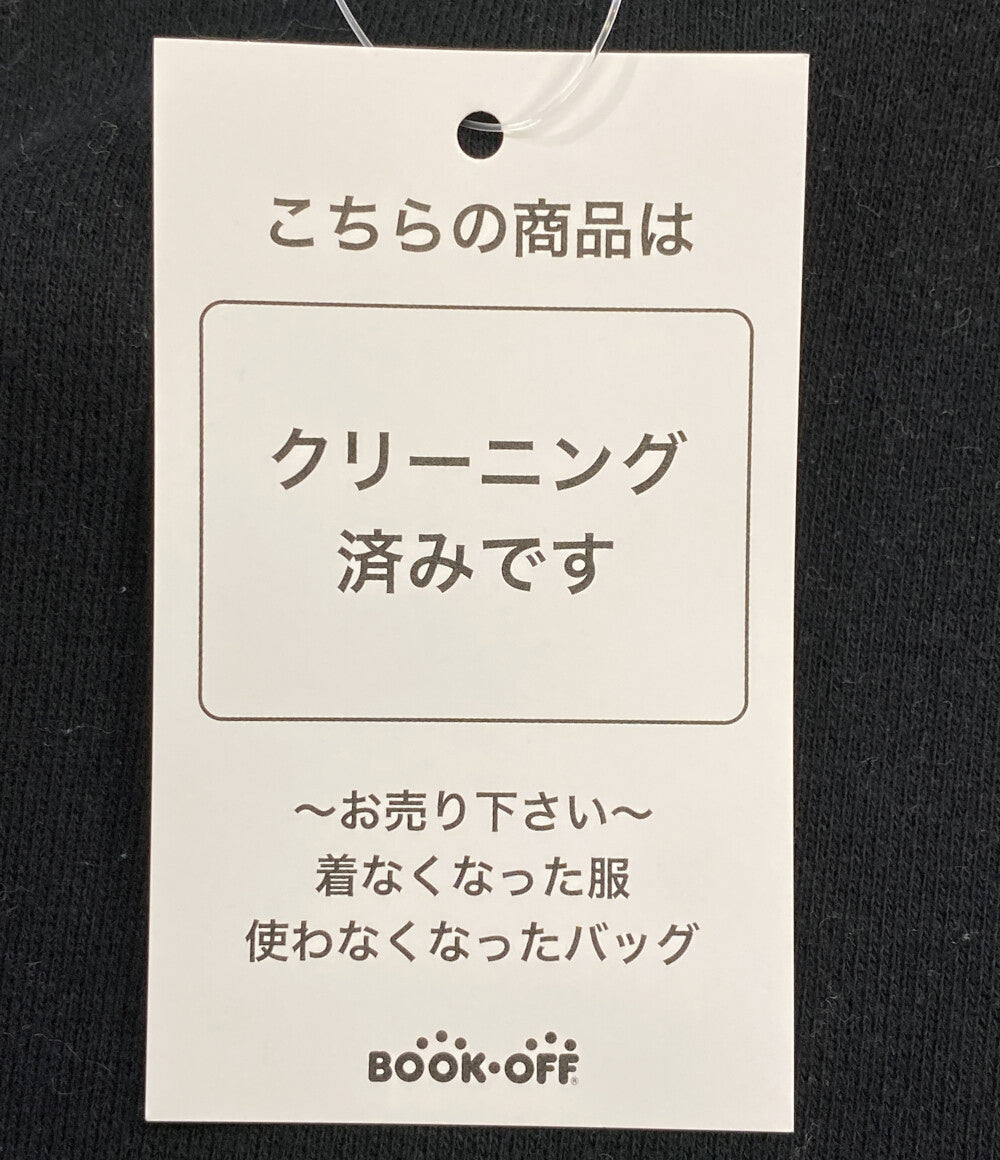 こちらの商品は
クリーニング
済みです
～お売り下さい～
着なくなった服
使わなくなったバッグ
BOOK・OFF®